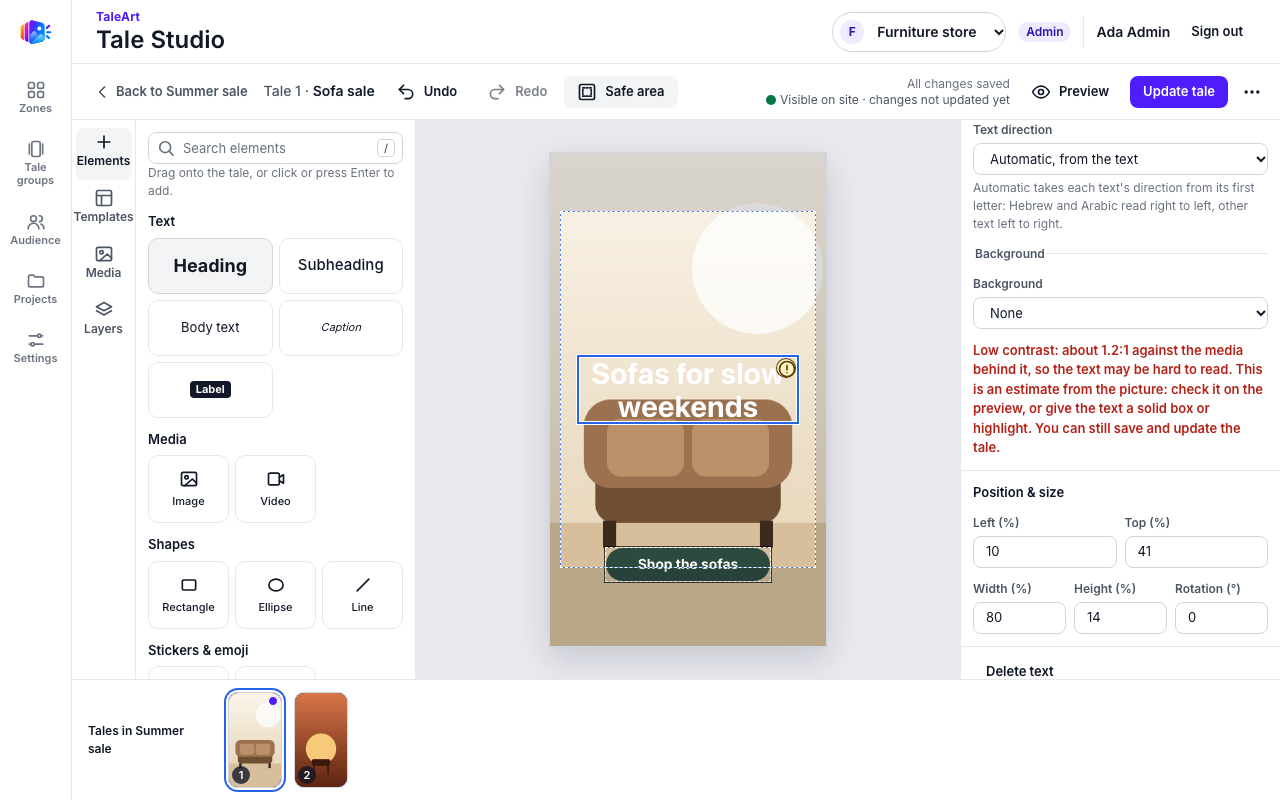 TaleArt
Tale Studio
F Furniture store
Admin
Ada Admin
Sign out
Zones
Tale groups
Audience
Projects
Settings
Back to Summer sale
Tale 1 · Sofa sale
Undo
Redo
Safe area
All changes saved
Visible on site · changes not updated yet
Preview
Update tale
Elements
Templates
Media
Layers
Search elements /
Drag onto the tale, or click or press Enter to
add.
Text
Heading
Subheading
Body text
Caption
Label
Media
Image
Video
Shapes
Rectangle
Ellipse
Line
Stickers & emoji
Sofas for slow
weekends
Shop the sofas
Text direction
Automatic, from the text
Automatic takes each text's direction from its first
letter: Hebrew and Arabic read right to left, other
text left to right.
Background
Background
None
Low contrast: about 1.2:1 against the media
behind it, so the text may be hard to read. This
is an estimate from the picture: check it on the
preview, or give the text a solid box or
highlight. You can still save and update the
tale.
Position & size
Left (%)
Top (%)
10
41
Width (%)
Height (%)
Rotation (°)
80
14
0
Delete text
Tales in Summer
sale
1
2